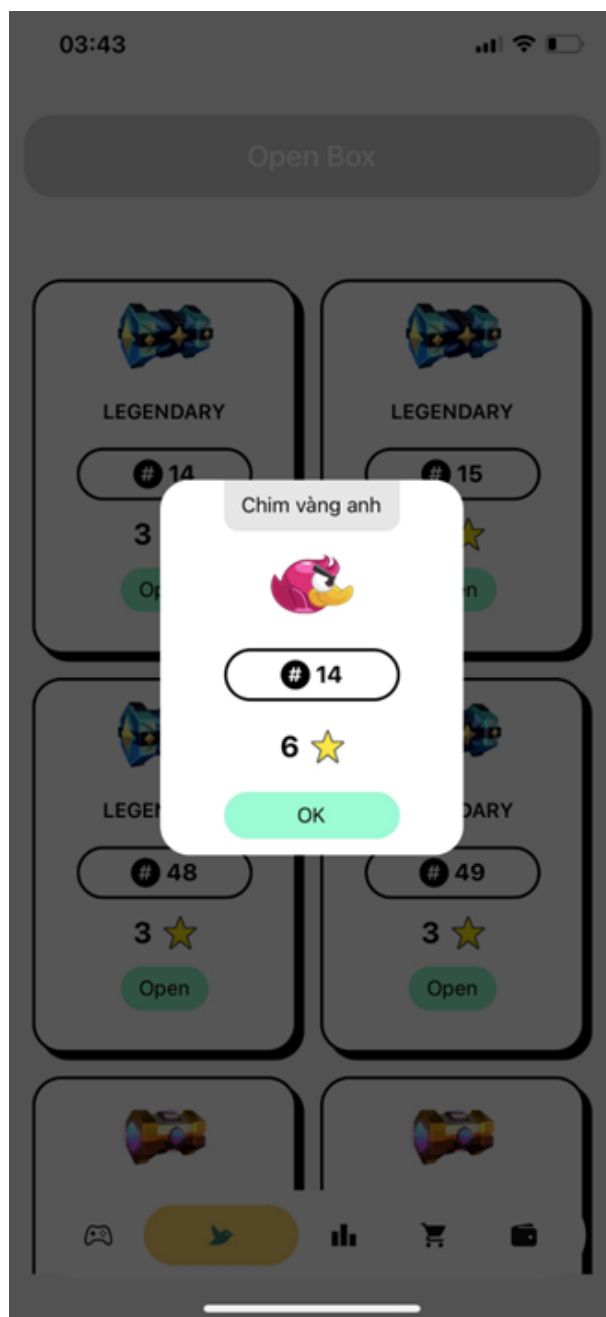 03:43
Open Box
LEGENDARY
LEGENDARY
# 14
# 15
3
Chim vàng anh
# 14
6
OK
# 48
# 49
3
3
Open
Open